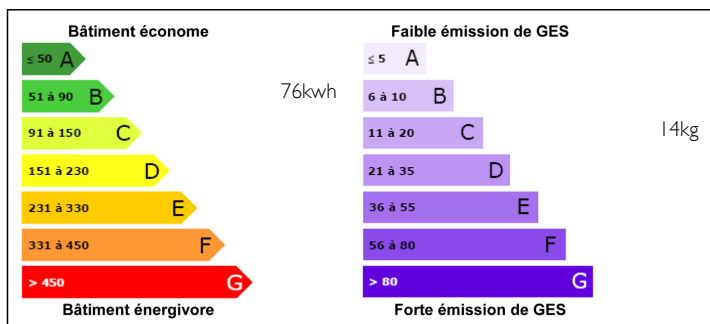 Bâtiment économe
≤ 50 A
51 à 90 B
76kwh
91 à 150 C
151 à 230 D
231 à 330 E
331 à 450 F
> 450 G
Bâtiment énergivore
Faible émission de GES
≤ 5 A
6 à 10 B
11 à 20 C
14kg
21 à 35 D
36 à 55 E
56 à 80 F
> 80 G
Forte émission de GES